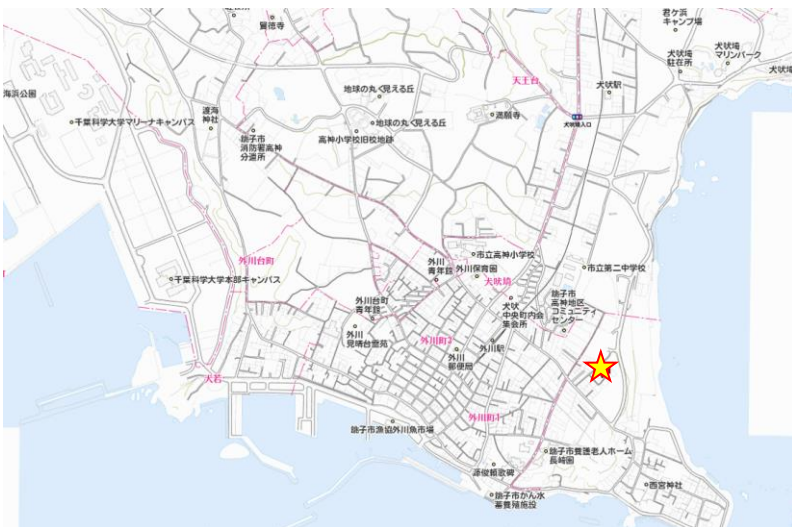 豊徳寺
君ケ浜
キャンプ場
犬吠埼
マリンパーク
犬吠埼
駐在所
天王台
犬吠駅
地球の丸く見える丘
海浜公園
千葉科学大学マリーナキャンパス
渡海
神社
地球の丸く見える丘
満願寺
犬吠埼入口
銚子市
消防署高神
分遣所
高神小学校旧校地跡
外川台町
外川
青年館
市立高神小学校
外川保育園
市立第二中学校
千葉科学大学本部キャンパス
犬吠埼
銚子市
高神地区
コミュニティ
センター
外川台町
青年館
犬吠
中央町内会
集会所
外川
見晴台霊苑
外川町
外川駅
外川
郵便局
犬若
外川町
銚子市漁協外川魚市場
銚子市養護老人ホーム
長崎園
源俊頼歌碑
西宮神社
銚子市かん水
蓄養殖施設